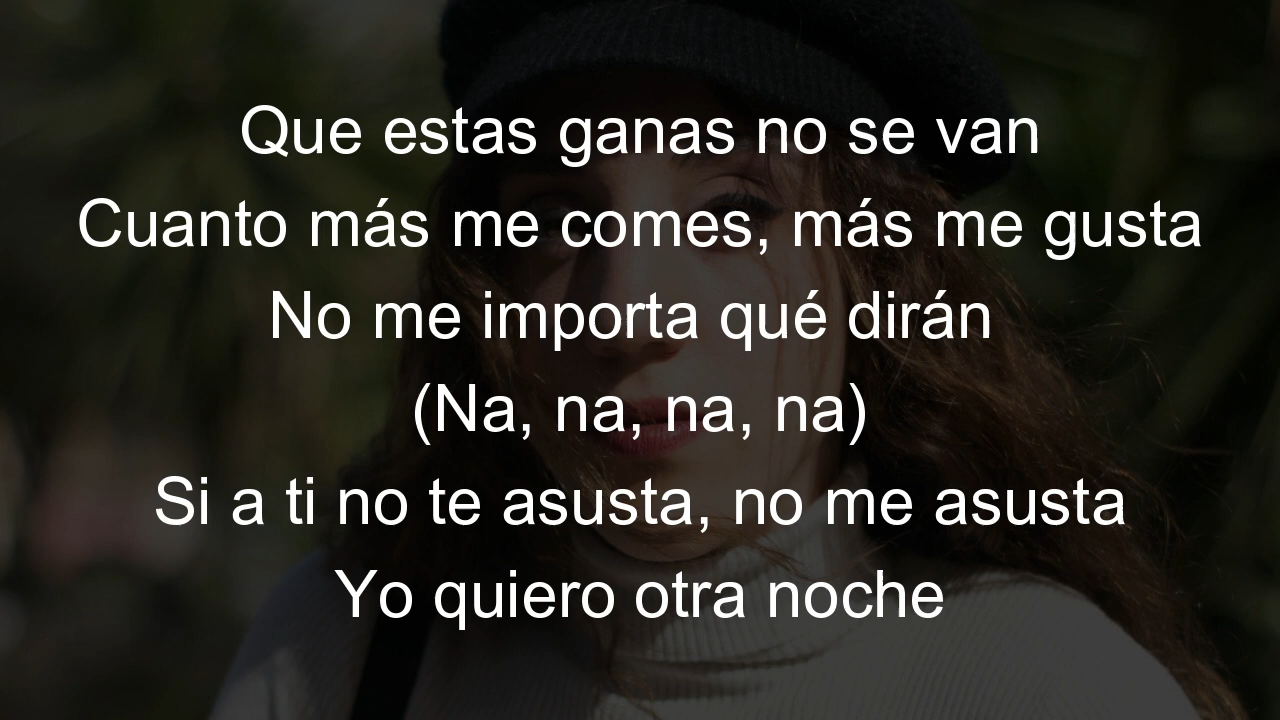 Que estas ganas no se van
Cuanto más me comes, más me gusta
No me importa qué dirán
(Na, na, na, na)
Si a ti no te asusta, no me asusta
Yo quiero otra noche